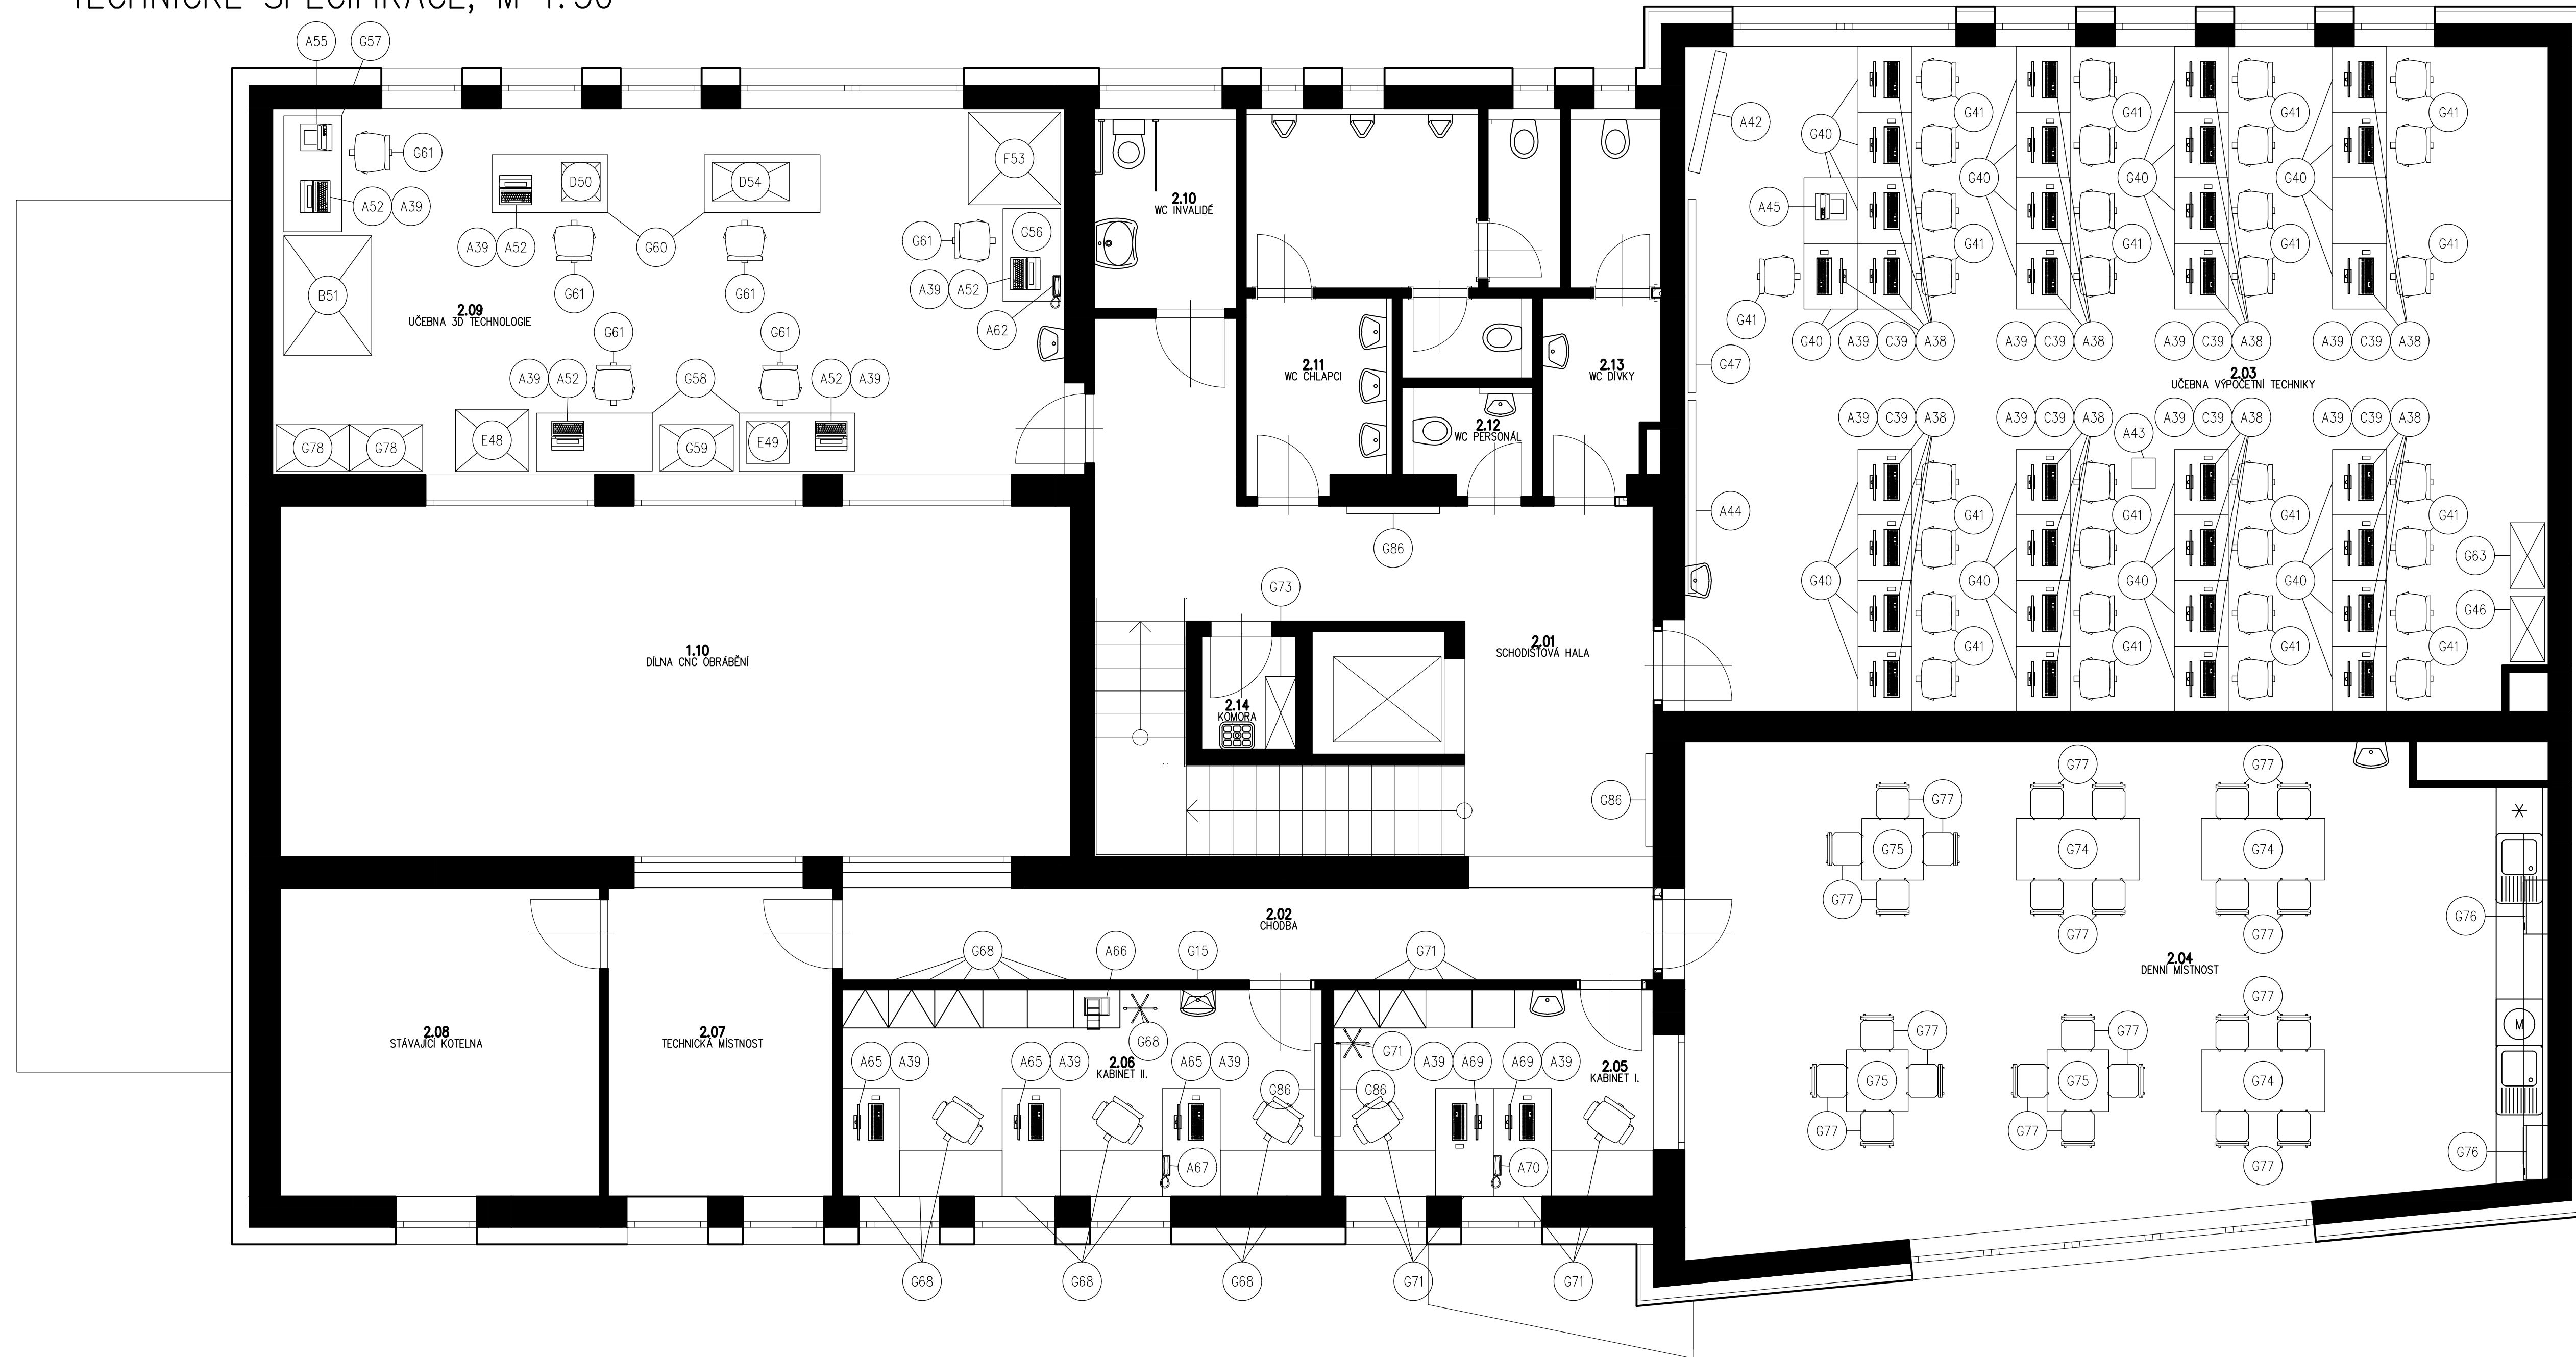 TECHNICKÉ SPECIFIKACE, M 1:50
A55 G57
G61
A52 A39
B51
D50
A39 A52
G60
D54
G61
G61
F53
G61
G56
A39 A52
A62
2.09
UČEBNA 3D TECHNOLOGIE
G61
G61
A39 A52
G58
A52 A39
G78 G78
E48
G59
E49
2.10
WC INVALIDÉ
2.11
WC CHLAPCI
2.12
WC PERSONÁL
2.13
WC DÍVKY
G86
G73
1.10
DÍLNA CNC OBRÁBĚNÍ
2.14
KOMORA
2.01
SCHODIŠŤOVÁ HALA
G86
A42
A45
G41
G47
A44
G40 G41 G40 G41 G40 G41 G40 G41
G41 G41 G41 G41
G40 A39 C39 A38 A39 C39 A38 A39 C39 A38 A39 C39 A38
2.03
UČEBNA VÝPOČETNÍ TECHNIKY
A39 C39 A38 A39 C39 A38 A43 A39 C39 A38 A39 C39 A38
G41 G41 G41 G41
G40 G40 G40 G40
G41 G41 G41 G41
G63
G46
2.08
STÁVAJÍCÍ KOTELNA
2.07
TECHNICKÁ MÍSTNOST
2.02
CHODBA
G68 A66 G15 G71
G68
A65 A39 A65 A39 A65 A39
2.06
KABINET II.
G86
A67
G71
G86
A39 A69 A69 A39
2.05
KABINET I.
A70
G68 G68 G68 G71 G71
G77 G77 G77
G75 G74 G74
G77 G77 G77
G76
2.04
DENNÍ MÍSTNOST
G77 G77 G77
M
G75 G75 G74
G77 G77 G77
G76